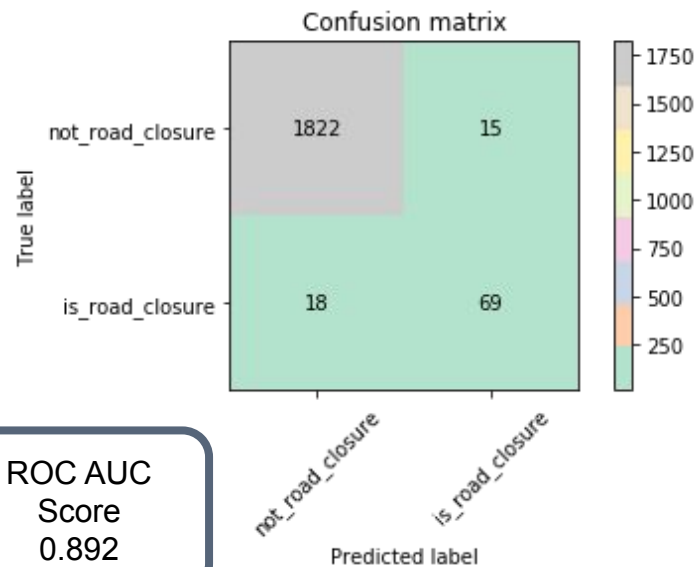 Confusion matrix
True label
not_road_closure
is_road_closure
1822
15
18
69
1750
1500
1250
1000
750
500
250
not_road_closure
is_road_closure
Predicted label
ROC AUC
Score
0.892